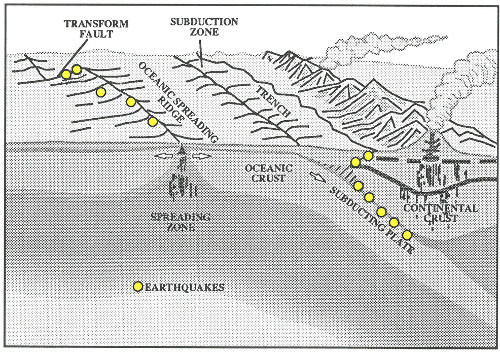 TRANSFORM
FAULT
SUBDUCTION
ZONE
OCEANIC SPREADING
RIDGE
TRENCH
OCEANIC
CRUST
SPREADING
ZONE
SUBDUCTING PLATE
CONTINENTAL
CRUST
EARTHQUAKES